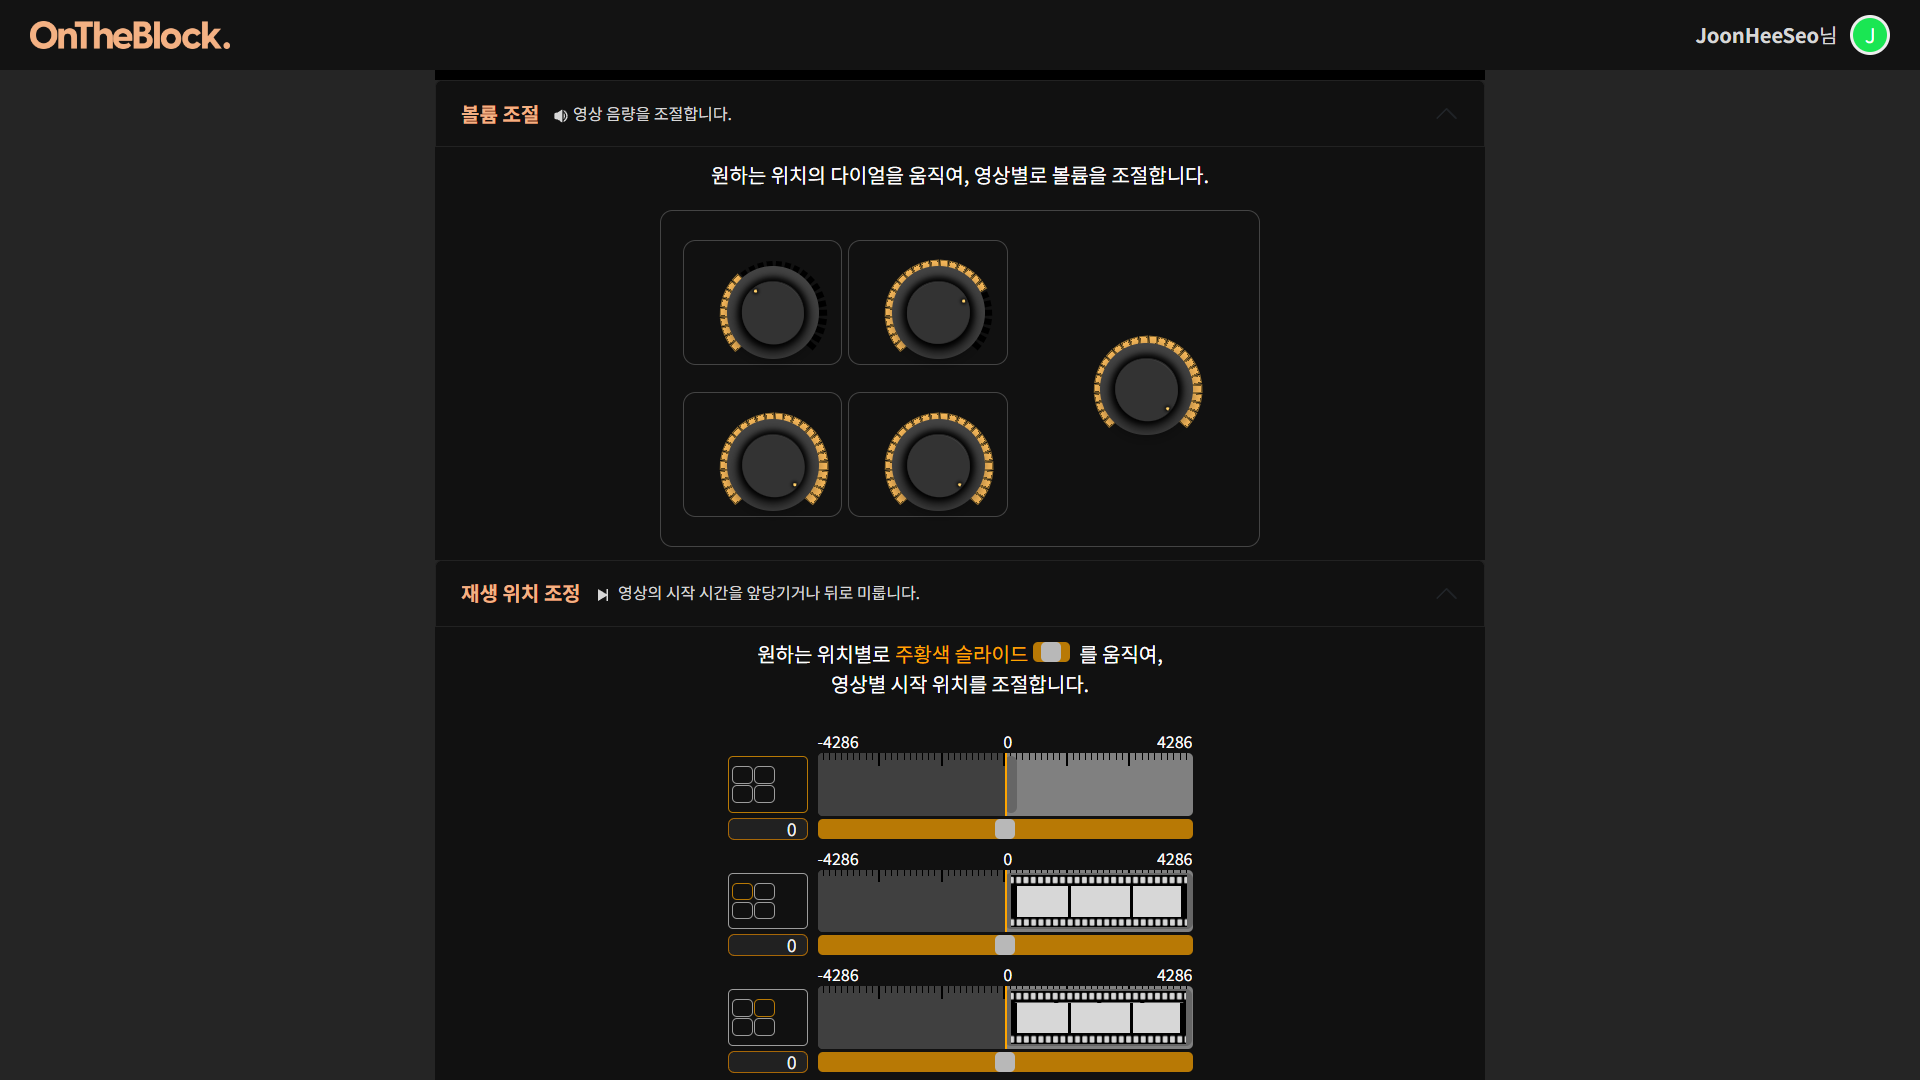 OnTheBlock.
JoonHeeSeo님
J
볼륨 조절 영상 음량을 조절합니다.
원하는 위치의 다이얼을 움직여, 영상별로 볼륨을 조절합니다.
재생 위치 조정 영상의 시작 시간을 앞당기거나 뒤로 미룹니다.
원하는 위치별로 주황색 슬라이드 를 움직여,
영상별 시작 위치를 조절합니다.
-4286 0 4286
0
-4286 0 4286
0
-4286 0 4286
0